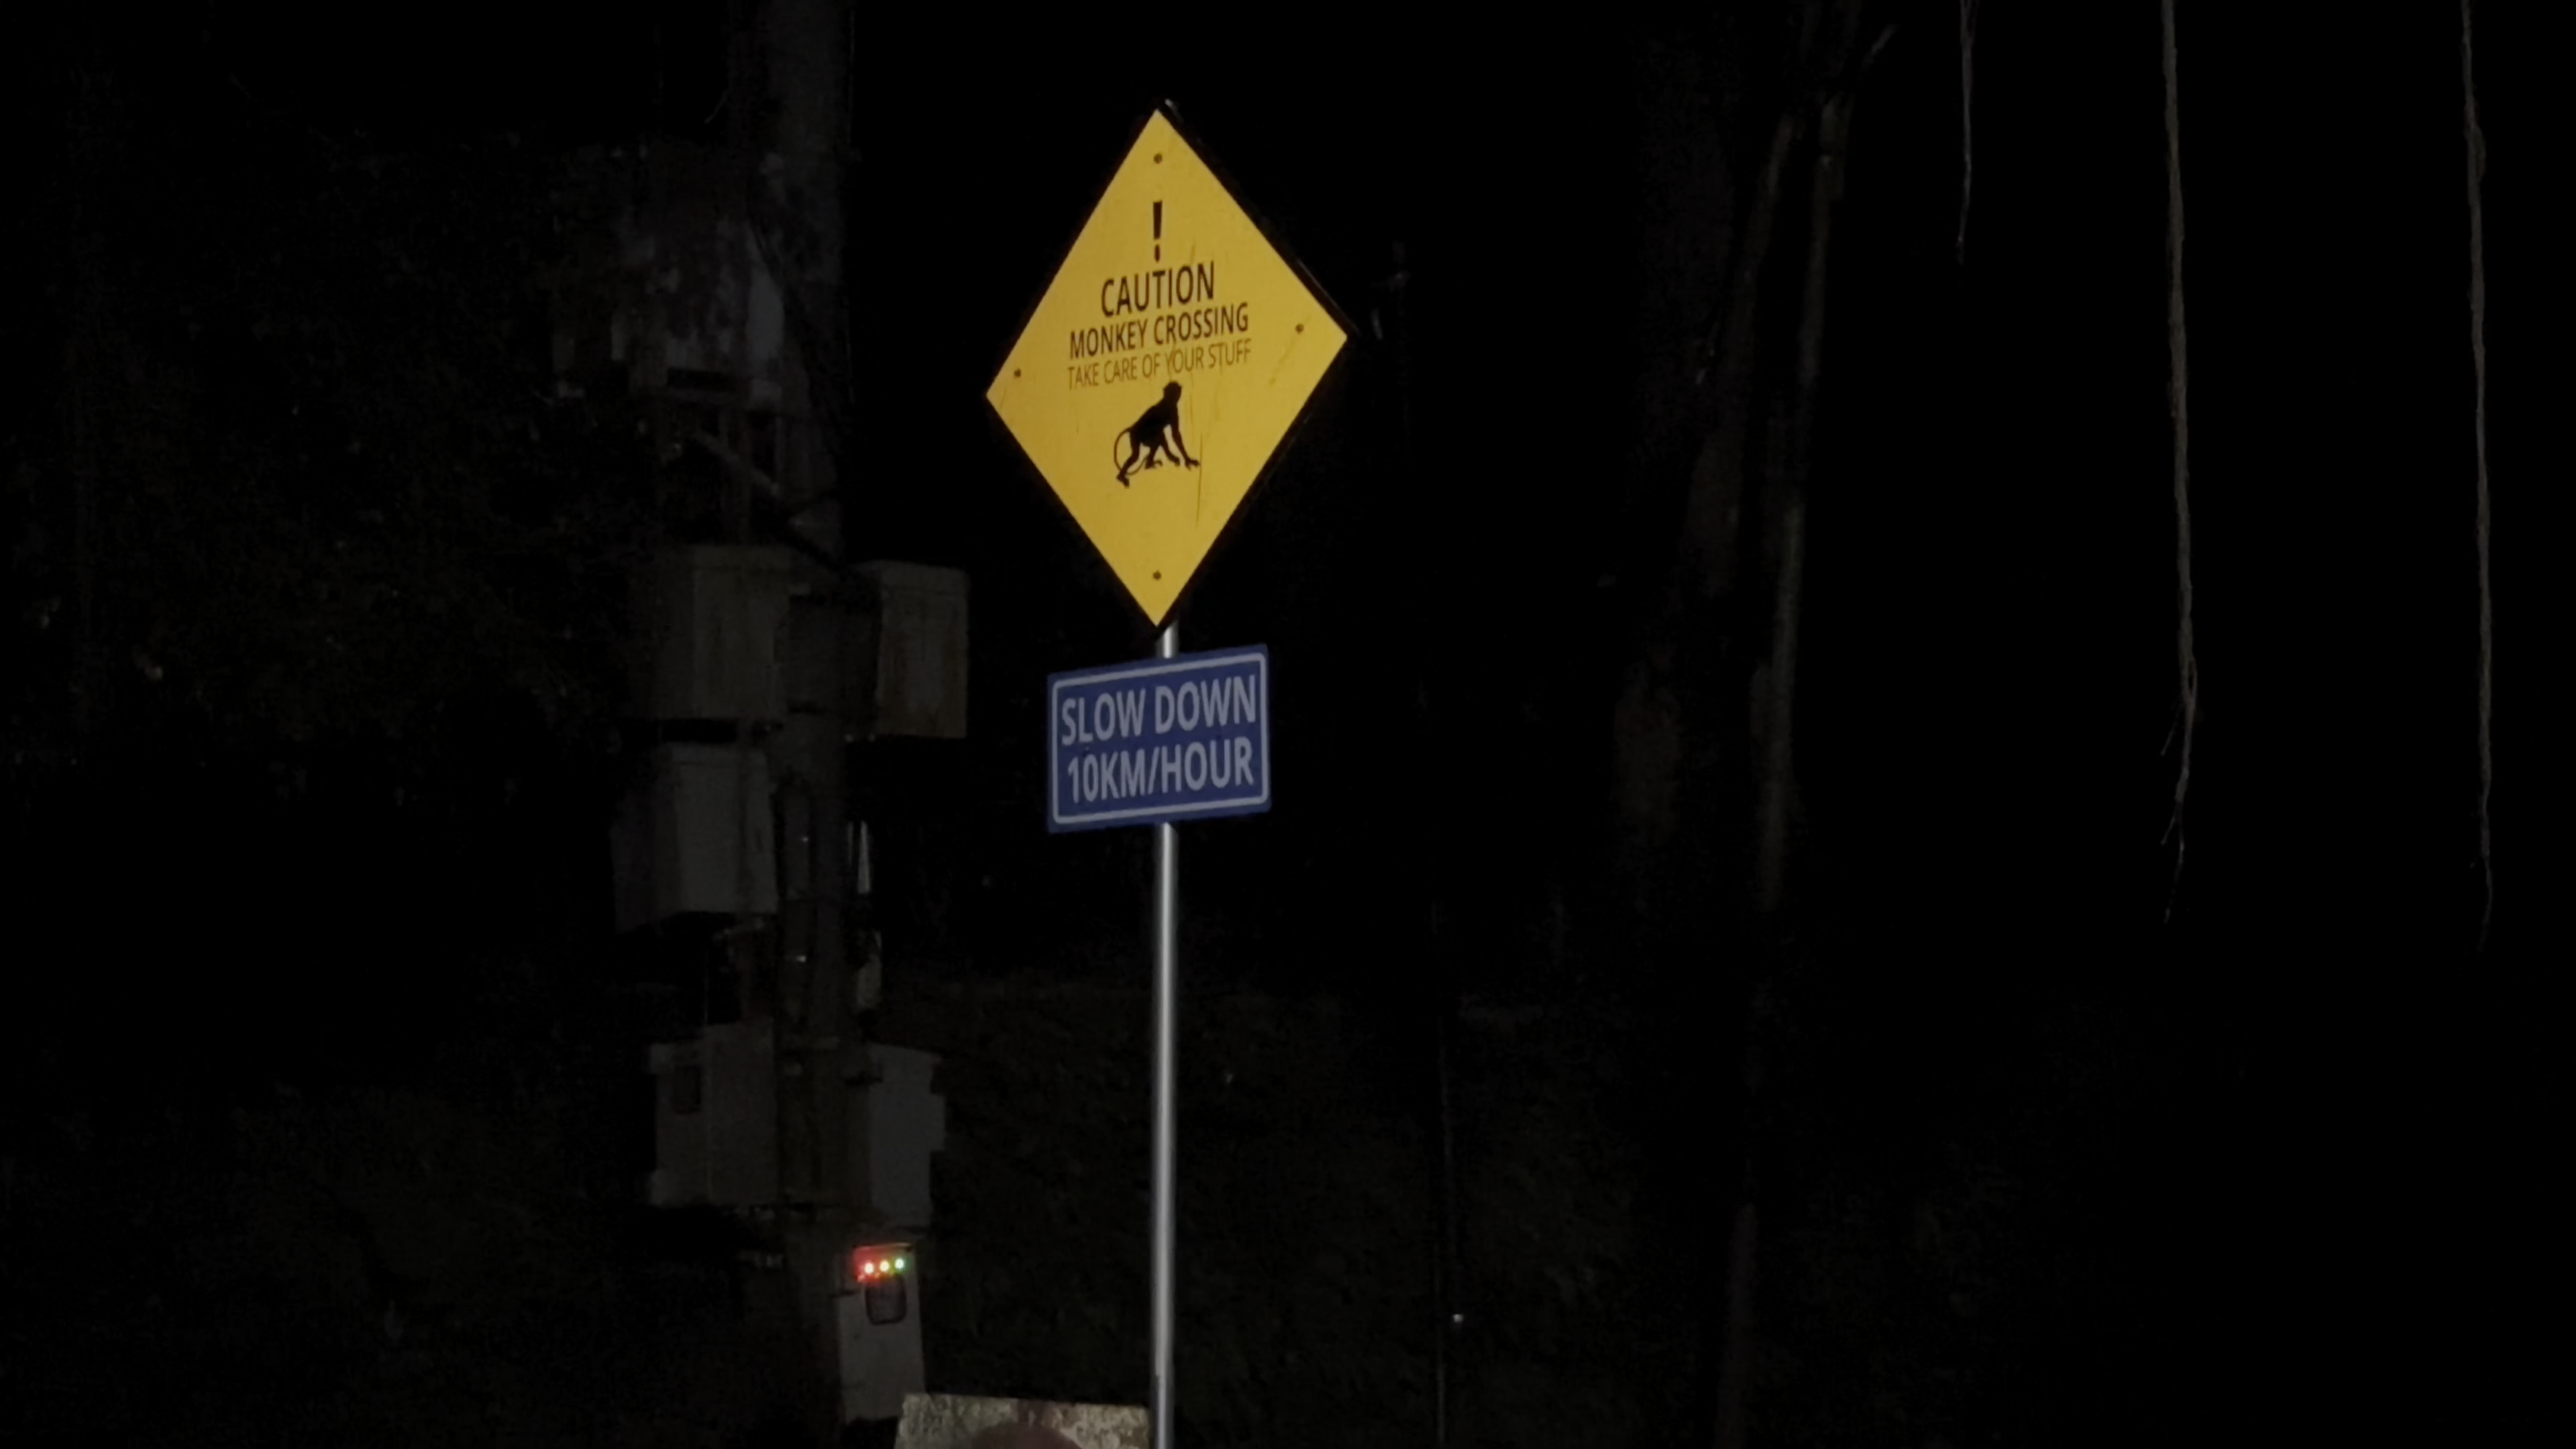 !
CAUTION
MONKEY CROSSING
TAKE CARE OF YOUR STUFF
SLOW DOWN
10KM/HOUR